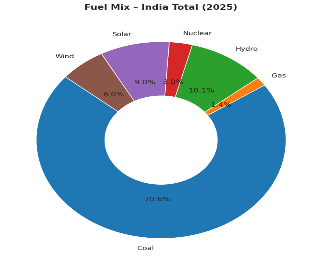 Fuel Mix – India Total (2025)
Nuclear
Solar
Hydro
Wind
Gas
9.0%
3.0%
10.1%
6.0%
1.4%
70.6%
Coal